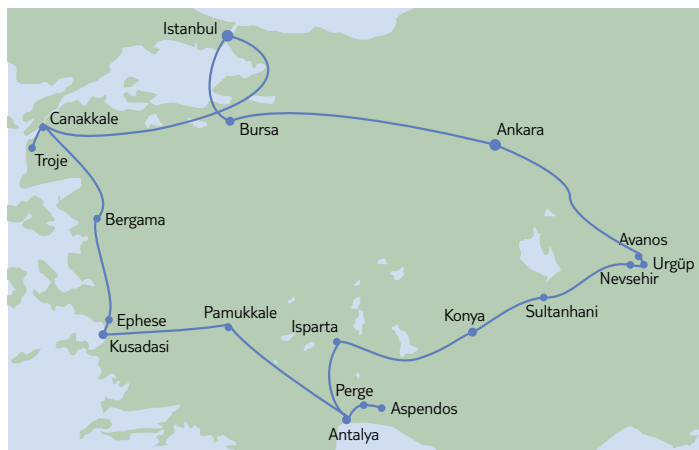 Istanbul
Canakkale
Bursa
Ankara
Troje
Bergama
Avanos
Urgüp
Nevsehir
Sultanhani
Pamukkale
Ephese
Isparta
Konya
Kusadasi
Perge
Aspendos
Antalya